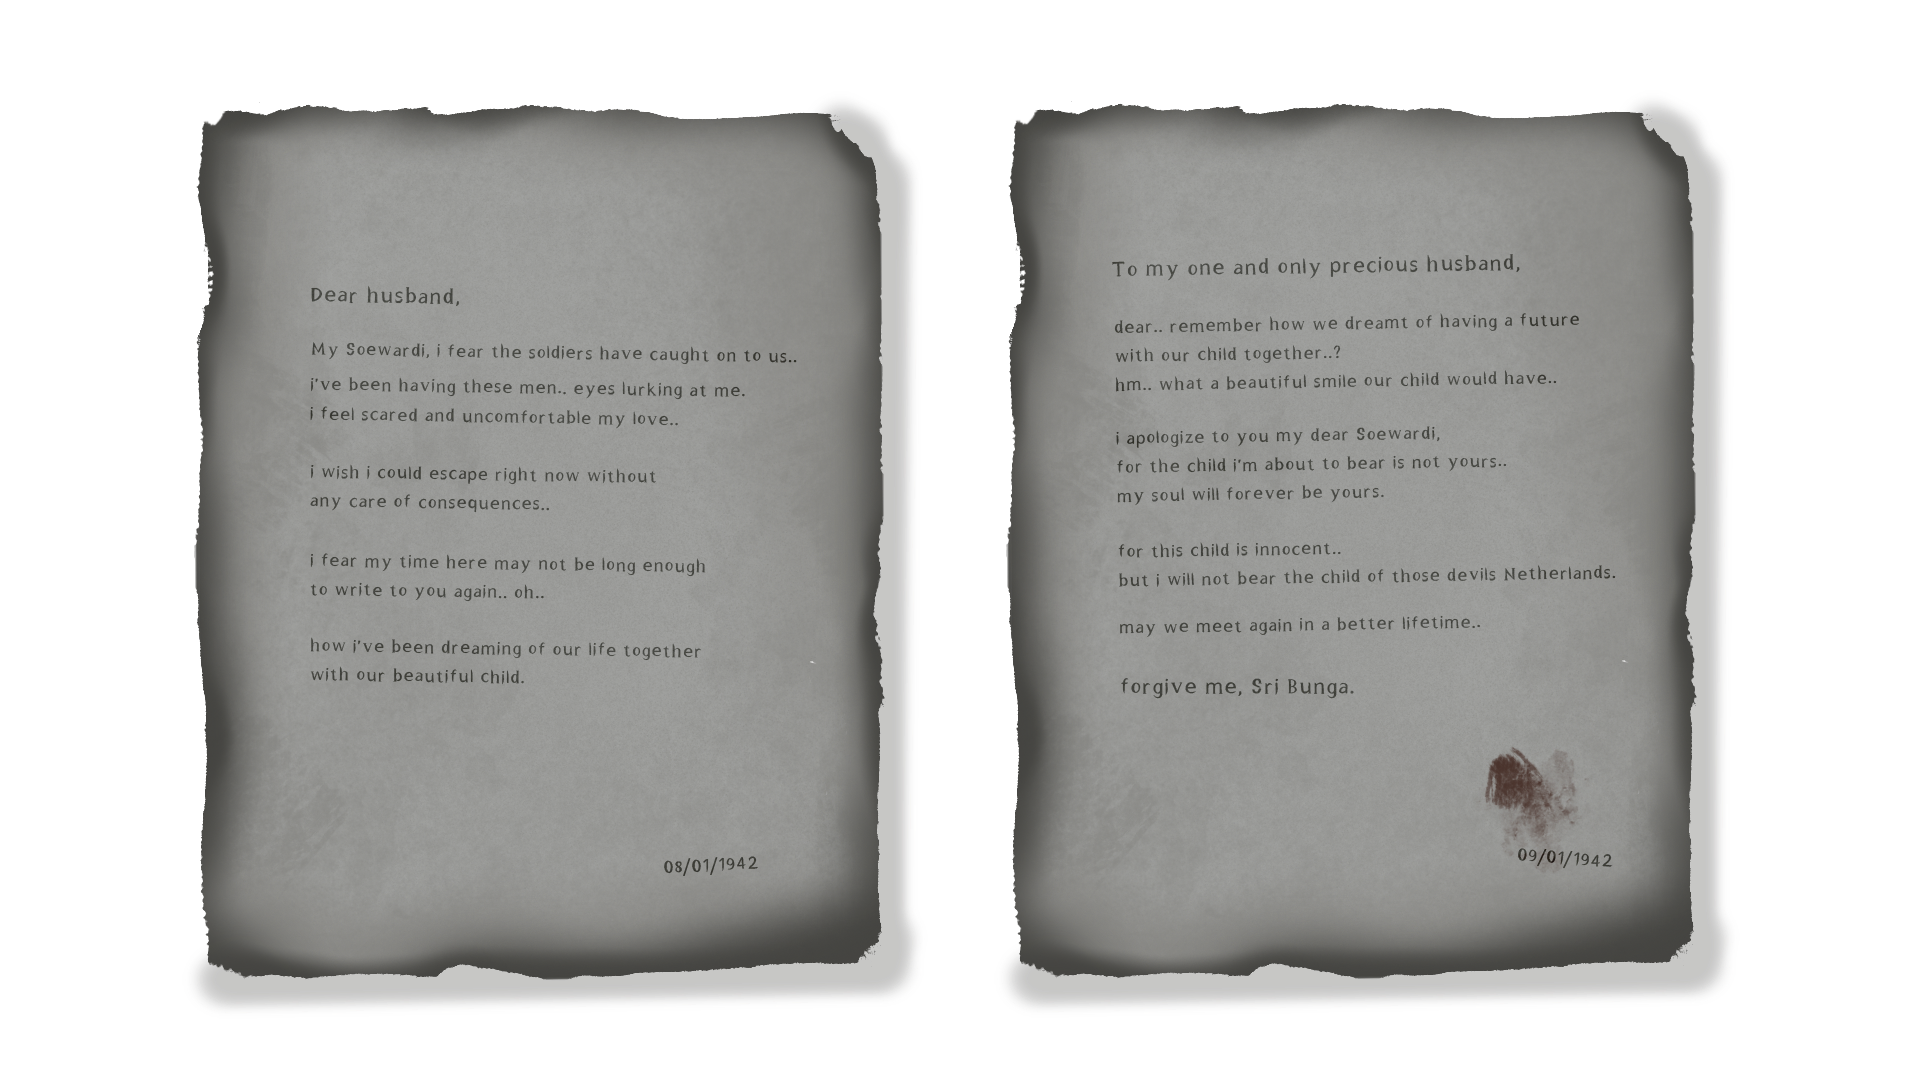 Dear husband,
My Soewardi, i fear the soldiers have caught on to us..
i've been having these men.. eyes lurking at me.
i feel scared and uncomfortable my love..
i wish i could escape right now without
any care of consequences..
i fear my time here may not be long enough
to write to you again.. oh..
how i've been dreaming of our life together
with our beautiful child.
08/01/1942
To my one and only precious husband,
dear.. remember how we dreamt of having a future
with our child together..?
hm.. what a beautiful smile our child would have..
i apologize to you my dear Soewardi,
for the child i'm about to bear is not yours..
my soul will forever be yours.
for this child is innocent..
but i will not bear the child of those devils Netherlands.
may we meet again in a better lifetime..
forgive me, Sri Bunga.
09/01/1942